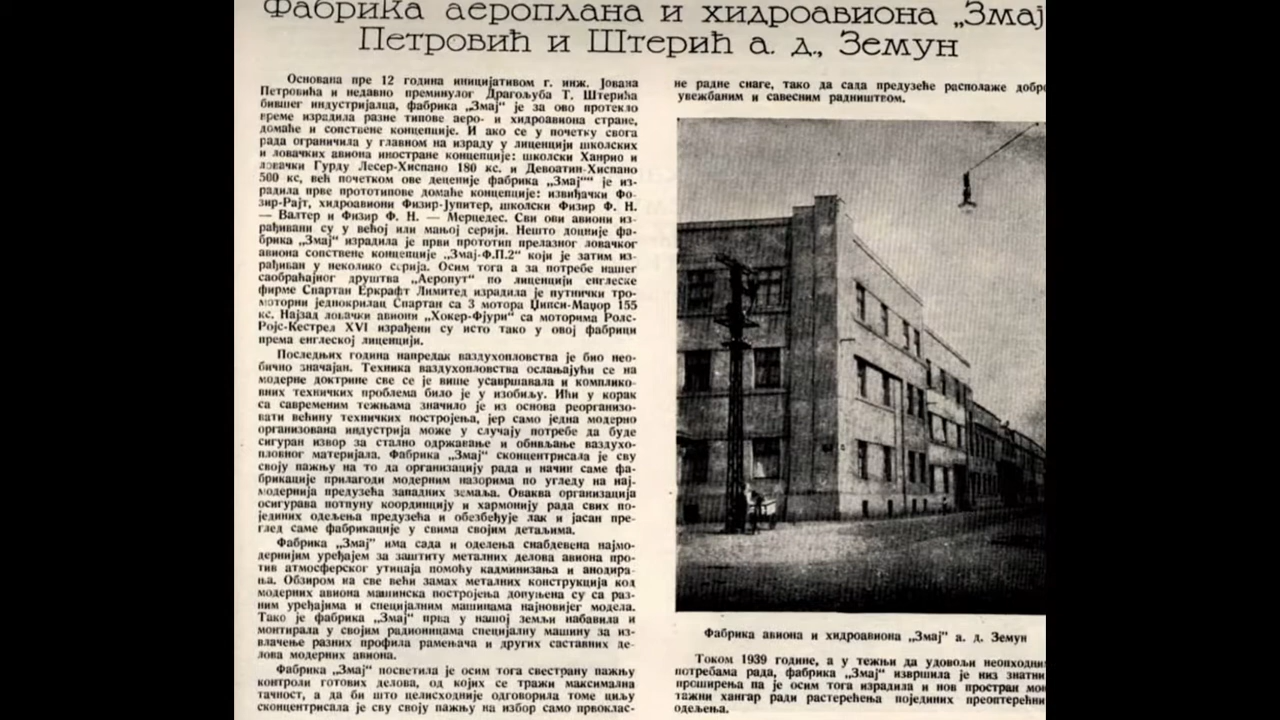 Фабрика аероплана и хидроавиона „Змај
Петровић и Штерић а. д., Земун
Основана пре 12 година иницијативом г. инж. Јована
Петровића и недавно преминулог Драгољуба Т. Штерића
бившег индустријалца, фабрика „Змај“ је за ово протекло
време израдила разне типове аеро- и хидроавиона стране,
домаће и сопствене концепције. И ако се у почетку свога
рада ограничила у главном на израду у лиценцији школских
и ловачких авиона иностране концепције: школски Ханрио и
ловачки Гурду Лесер-Хиспано 180 кс. и Девоатин-Хиспано
500 кс, већ почетком ове деценије фабрика „Змај“" је из-
радила прве прототипове домаће концепције: извиђачки Фо-
зир-Рајт, хидроавиони Физир-Јупитер, школски Физир Ф. Н.
— Валтер и Физир Ф. Н. — Мерцедес. Сви ови авиони из-
рађивани су у већој или мањој серији. Нешто доцније фа-
брика „Змај“ израдила је први прототип прелазног ловачког
авиона сопствене концепције „Змај-Ф.П.2“ који је затим из-
рађиван у неколико серија. Осим тога а за потребе нашег
саобраћајног друштва „Аеропут“ по лиценцији енглеске
фирме Спартан Еркрафт Лимитед израдила је путнички тро-
моторни једнокрилац Спартан са 3 мотора Џипси-Маџор 155
кс. Најзад ловачки авиони „Хокер-Фјури“ са моторима Ролс-
Ројс-Кестрел XVI израђени су исто тако у овој фабрици
према енглеској лиценцији.
Последњих година напредак ваздухопловства је био нео-
бично значајан. Техника ваздухопловства ослањајући се на
модерне доктрине све се је више усавршавала и комплико-
вних техничких проблема било је у изобиљу. Ићи у корак
са савременим тежњама значило је из основа реорганизо-
вати већину техничких постројења, јер само једна модерно
организована индустрија може у случају потребе да буде
сигуран извор за стално одржавање и обнвљање ваздухо-
пловног материјала. Фабрика „Змај“ сконцентрисала је сву
своју пажњу на то да организацију рада и начин саме фа-
брикације прилагоди модерним назорима по угледу на нај-
модернија предузећа западних земаља. Оваква организација
осигурава потпуну координцију и хармонију рада свих по-
јединих одељења предузећа и обезбеђује лак и јасан пре-
глед саме фабрикације у свима својим детаљима.
Фабрика „Змај“ има сада и оделења снабдевена најмо-
дернијим уређајем за заштиту металних делова авиона про-
тив атмосферског утицаја помоћу кадминизања и анодира-
ња. Обзиром на све већи замах металних конструкција код
модерних авиона машинска постројења допуњена су са раз-
ним уређајима и специјалним машинама најновијег модела.
Тако је фабрика „Змај“ прва у нашој земљи набавила и
монтирала у својим радионицама специјалну машину за из-
влачење разних профила рамењача и других саставних де-
лова модерних авиона.
Фабрика „Змај“ посветила је осим тога свестрану пажњу
контроли готових делова, од којих се тражи максимална
тачност, а да би што целисходније одговорила томе циљу
сконцентрисала је сву своју пажњу на избор само првоклас-
не радне снаге, тако да сада предузеће располаже добро
увежбаним и савесним радништвом.
Фабрика авиона и хидроавиона „Змај“ а. д. Земун
Током 1939 године, а у тежњи да удовољи неопходним
потребама рада, фабрика „Змај“ извршила је низ знатни
проширења па је осим тога израдила и нов простран мон
тажни хангар ради растерећења појединих преоптерећни
одељења.